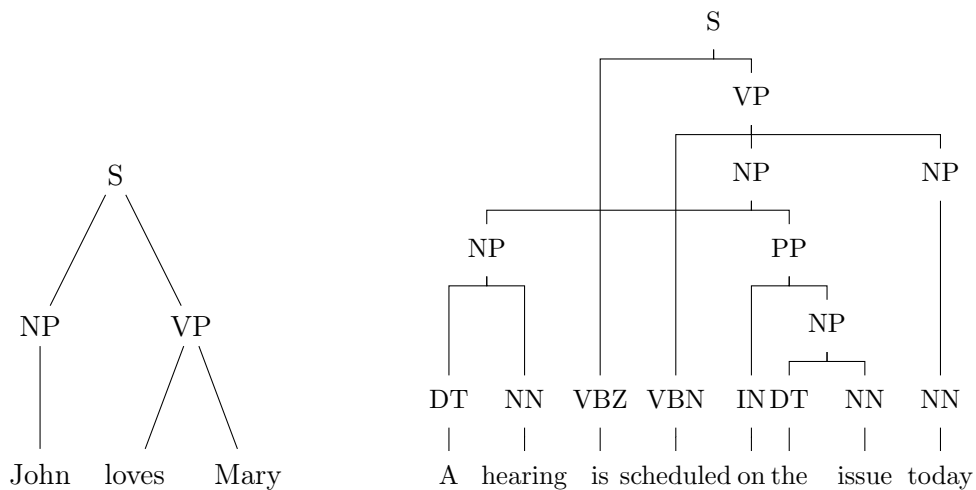 S
VP
NP NP
NP PP
NP
DT NN VBZ VBN IN DT NN NN
A hearing is scheduled on the issue today
S
NP VP
John loves Mary